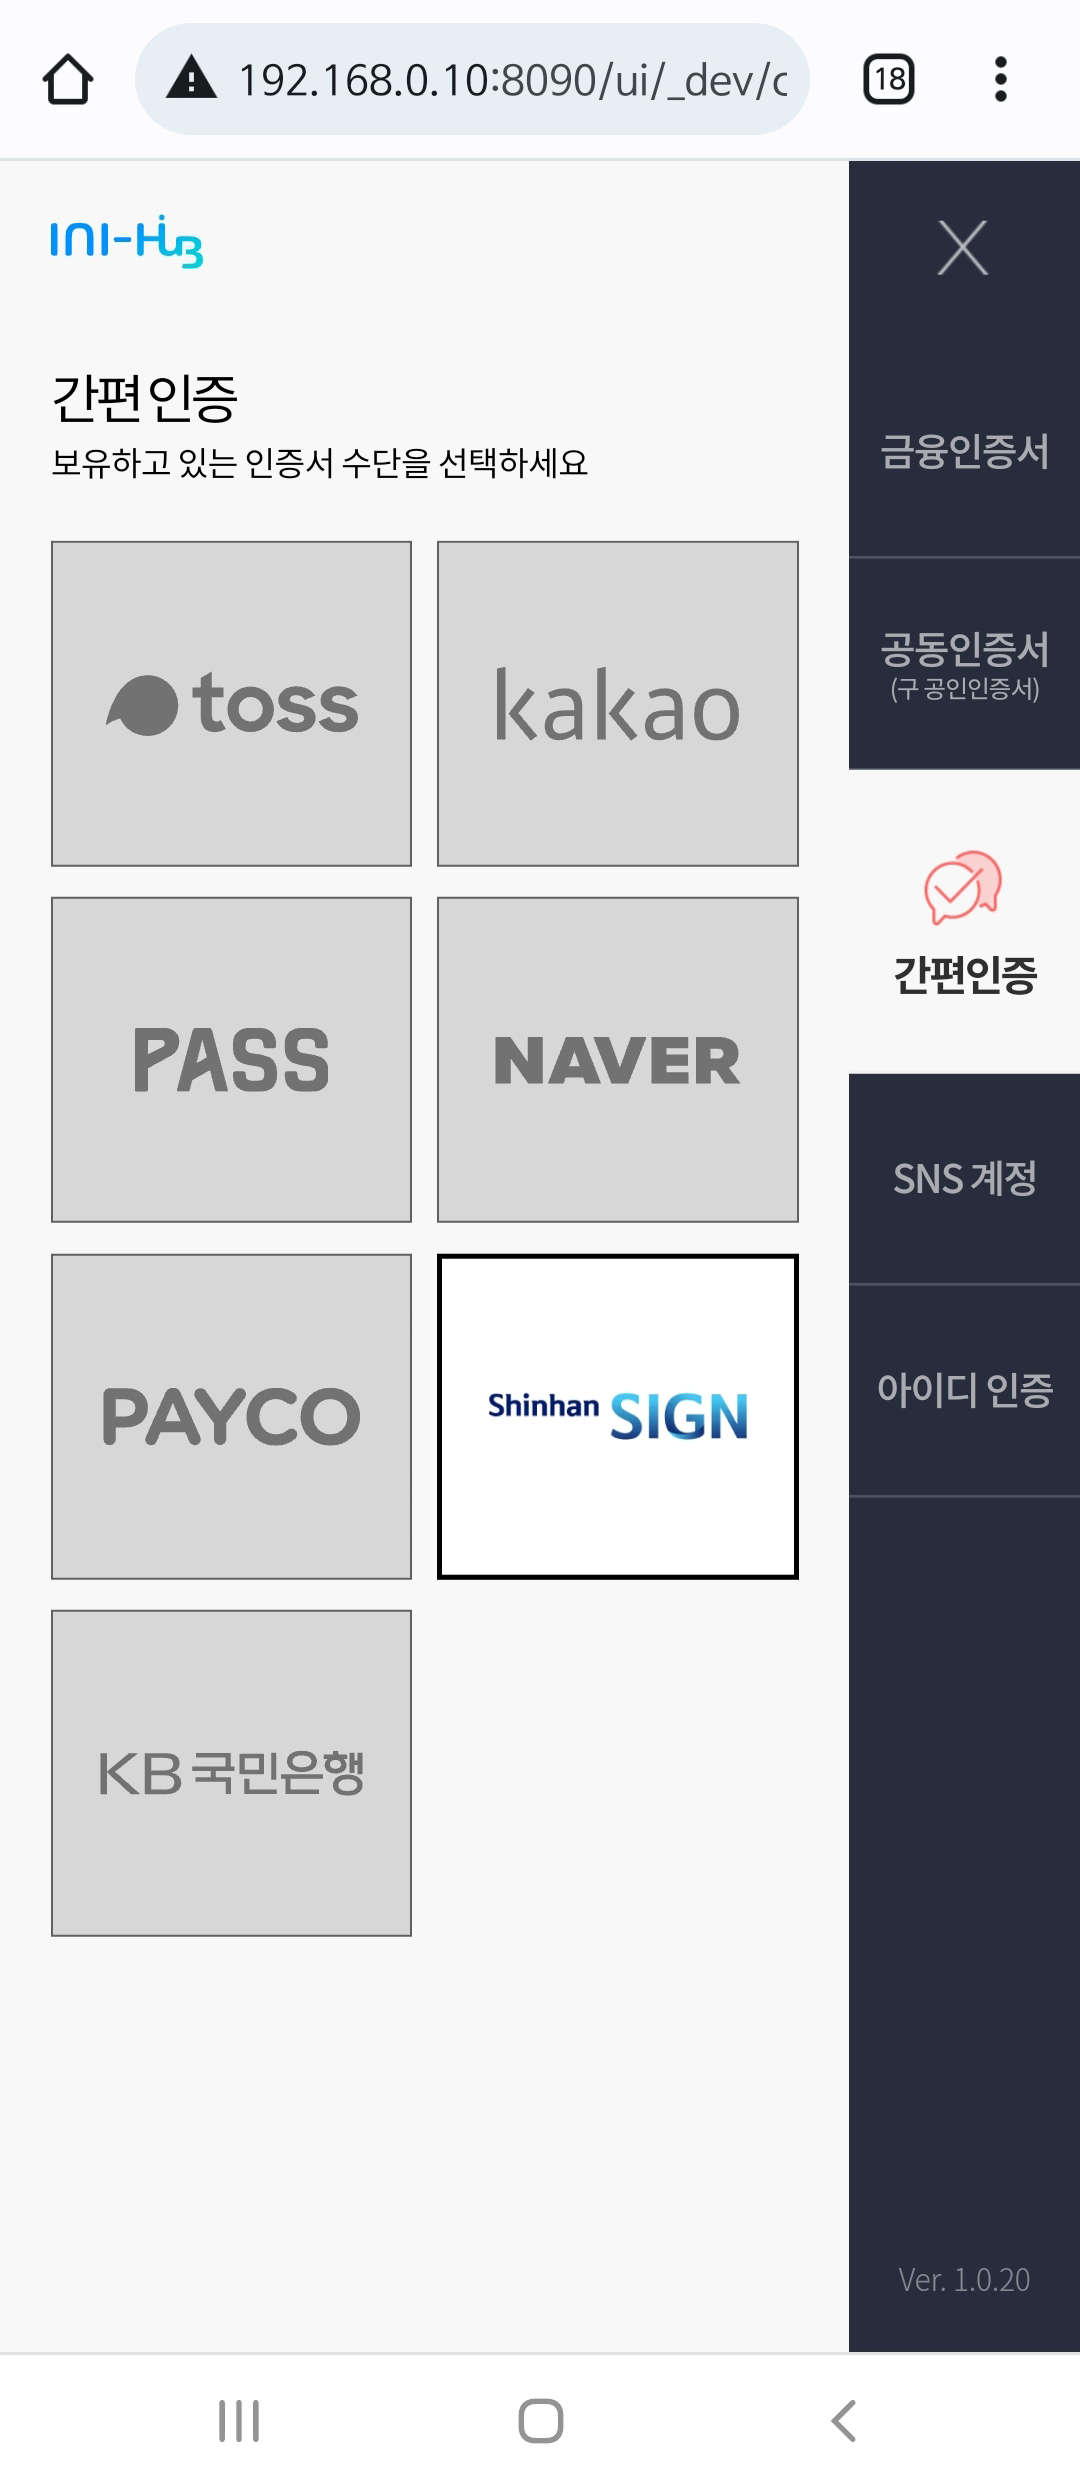 192.168.0.10:8090/ui/_dev/c
18
INI-HUB
간편인증
보유하고 있는 인증서 수단을 선택하세요
toss
kakao
PASS
NAVER
PAYCO
Shinhan SIGN
KB 국민은행
금융인증서
공동인증서
(구 공인인증서)
간편인증
SNS 계정
아이디 인증
Ver. 1.0.20